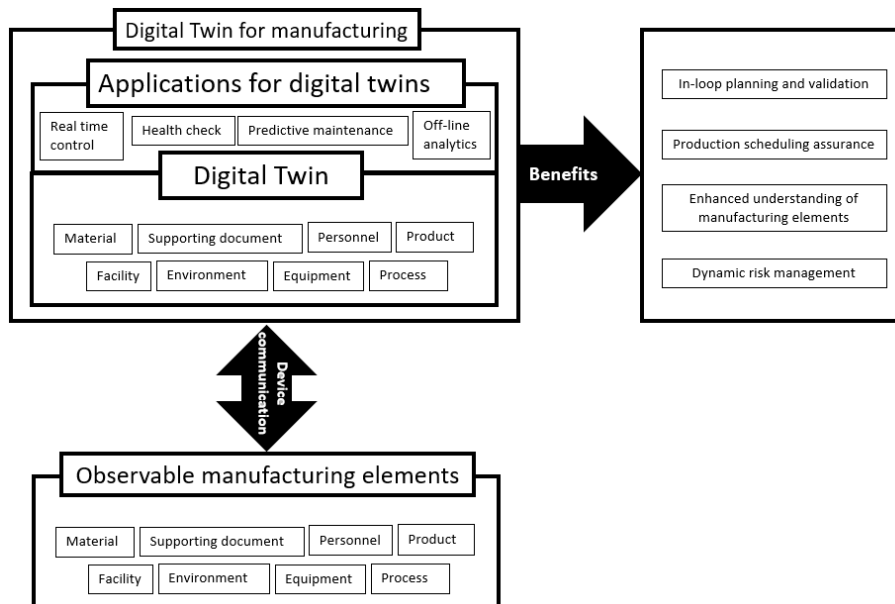 Digital Twin for manufacturing
Applications for digital twins
Real time
control
Health check
Predictive maintenance
Off-line
analytics
Digital Twin
Material
Supporting document
Personnel
Product
Facility
Environment
Equipment
Process
Benefits
In-loop planning and validation
Production scheduling assurance
Enhanced understanding of
manufacturing elements
Dynamic risk management
Device
communication
Observable manufacturing elements
Material
Supporting document
Personnel
Product
Facility
Environment
Equipment
Process